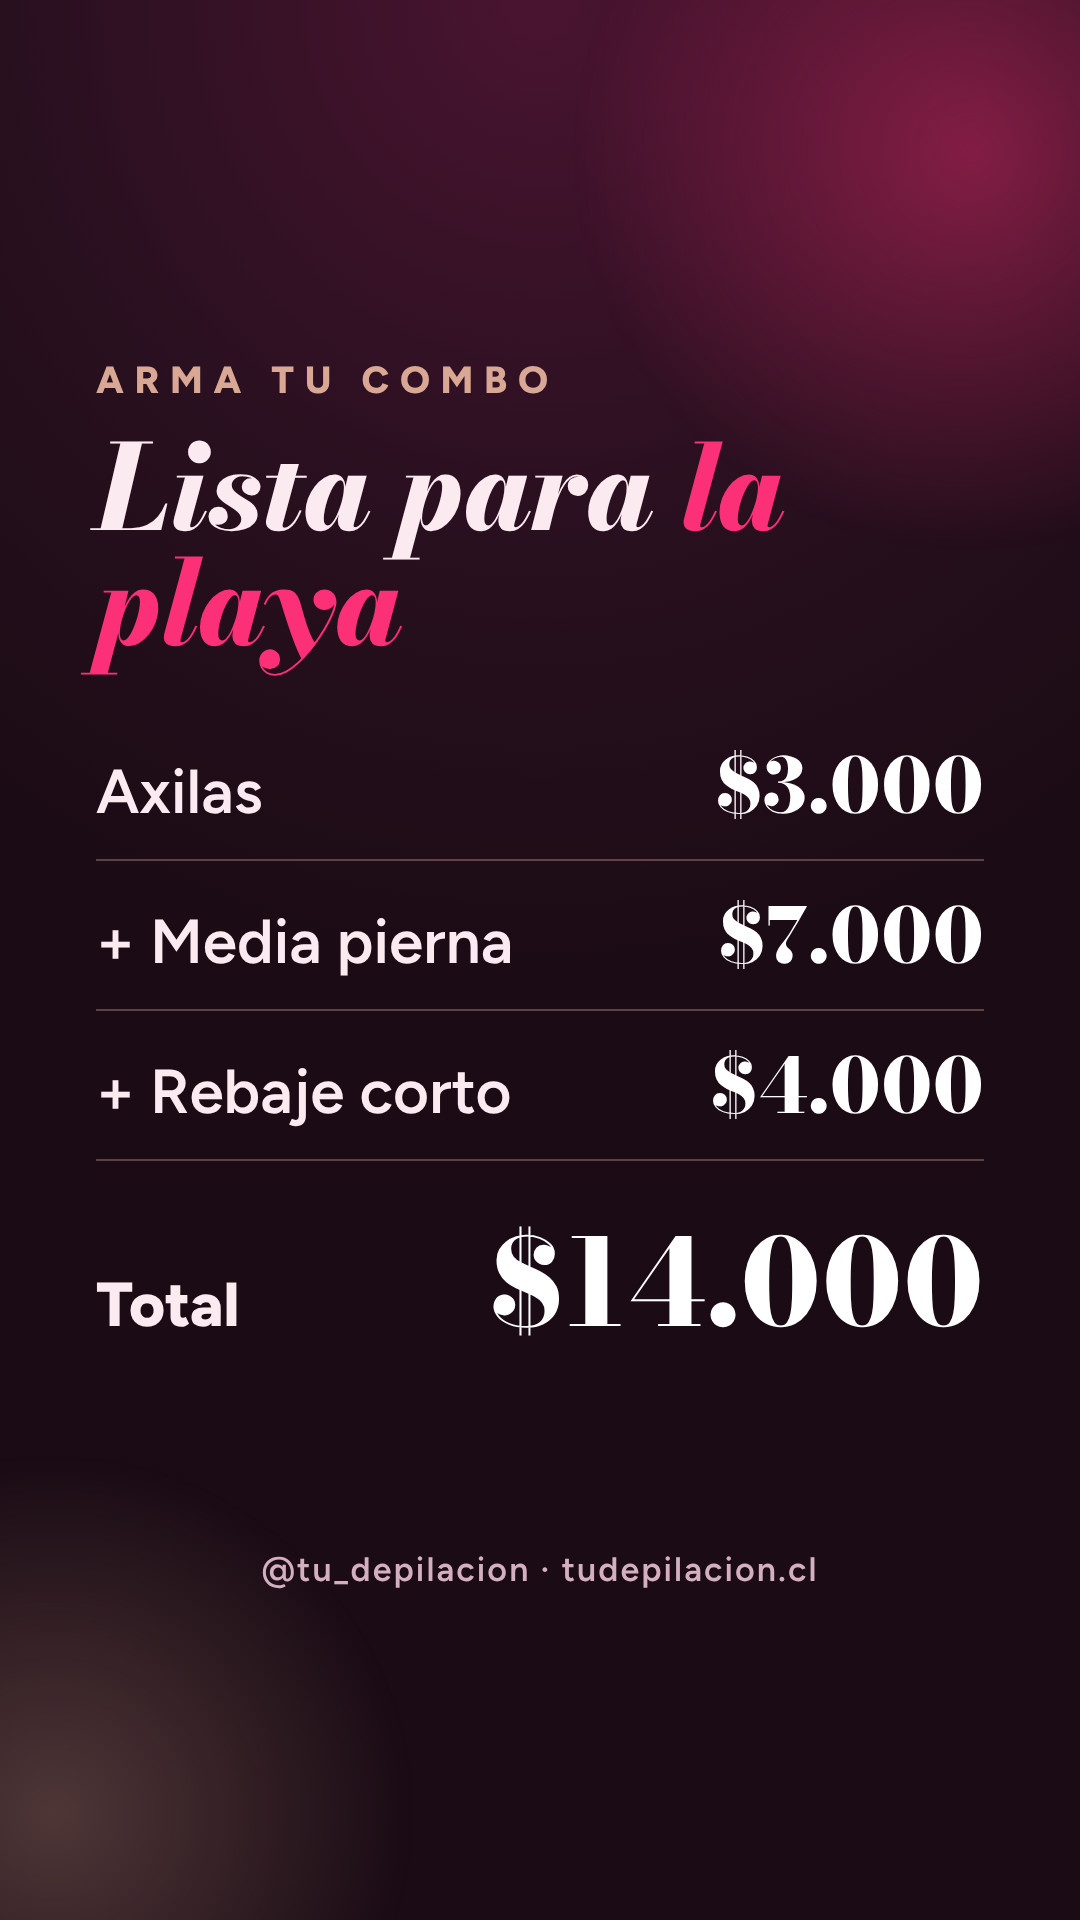 ARMA TU COMBO
Lista para la
playa
Axilas $3.000
+ Media pierna $7.000
+ Rebaje corto $4.000
Total $14.000
@tu_depilacion · tudepilacion.cl